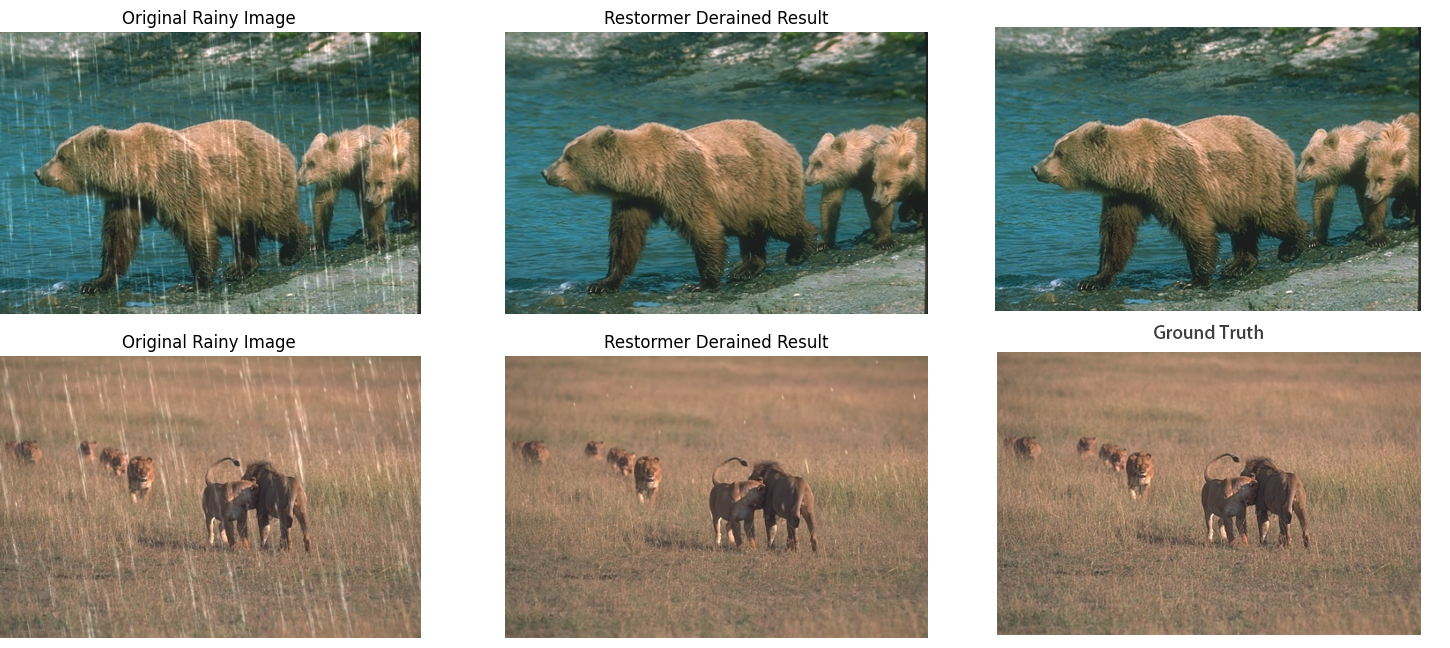 Original Rainy Image
Restormer Derained Result
Original Rainy Image
Restormer Derained Result
Ground Truth